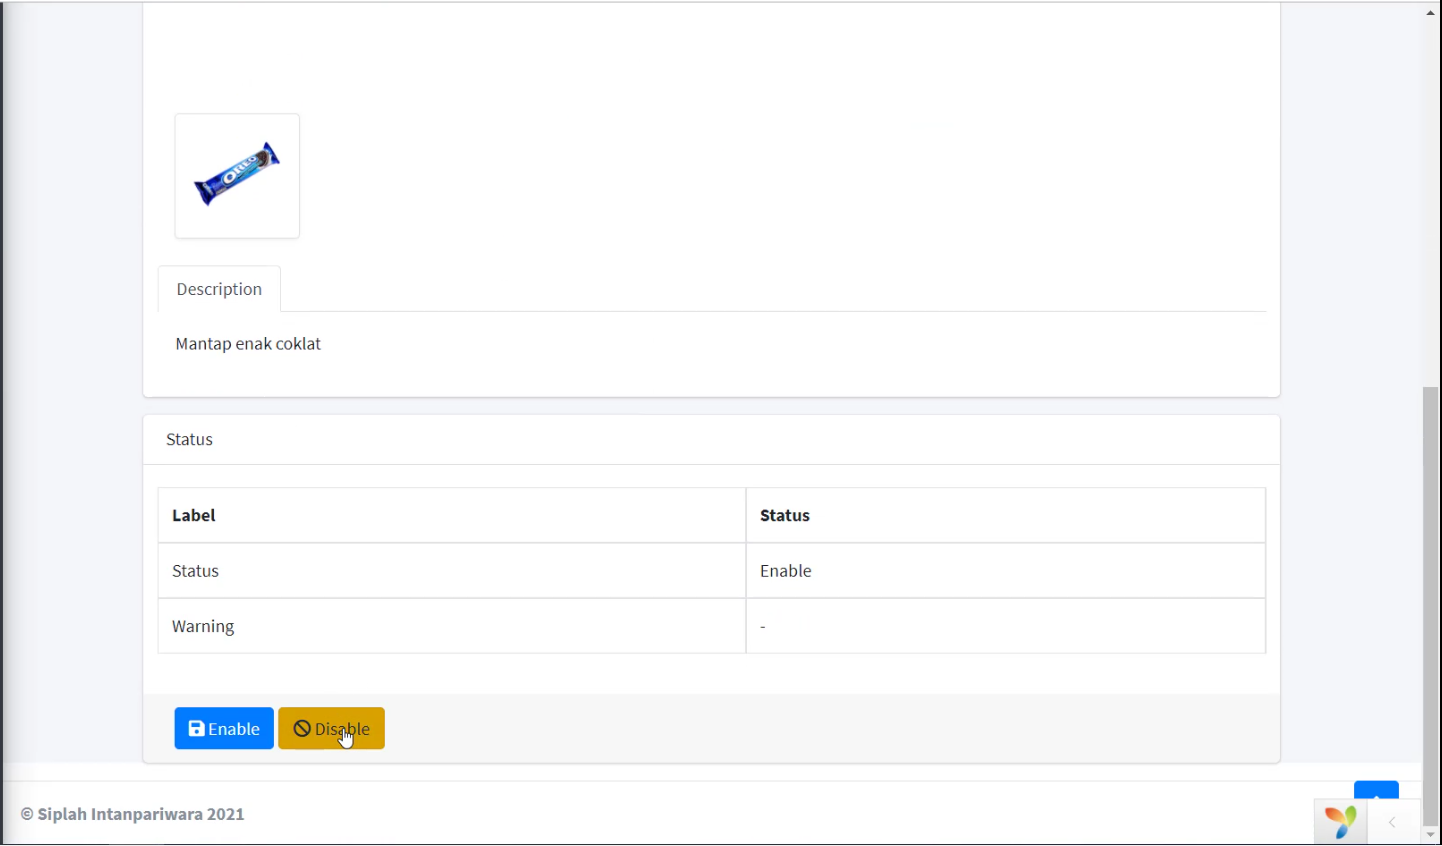 OREO
Description
Mantap enak coklat
Status
Label Status
Status Enable
Warning -
Enable Disable
© Siplah Intanpariwara 2021